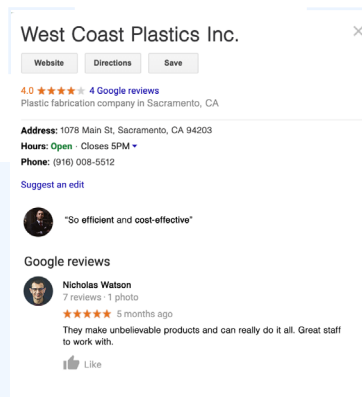 West Coast Plastics Inc.
Website Directions Save
4.0 ★★★★★ 4 Google reviews
Plastic fabrication company in Sacramento, CA
Address: 1078 Main St, Sacramento, CA 94203
Hours: Open · Closes 5PM
Phone: (916) 008-5512
Suggest an edit
"So efficient and cost-effective"
Google reviews
Nicholas Watson
7 reviews · 1 photo
★★★★★ 5 months ago
They make unbelievable products and can really do it all. Great staff
to work with.
Like